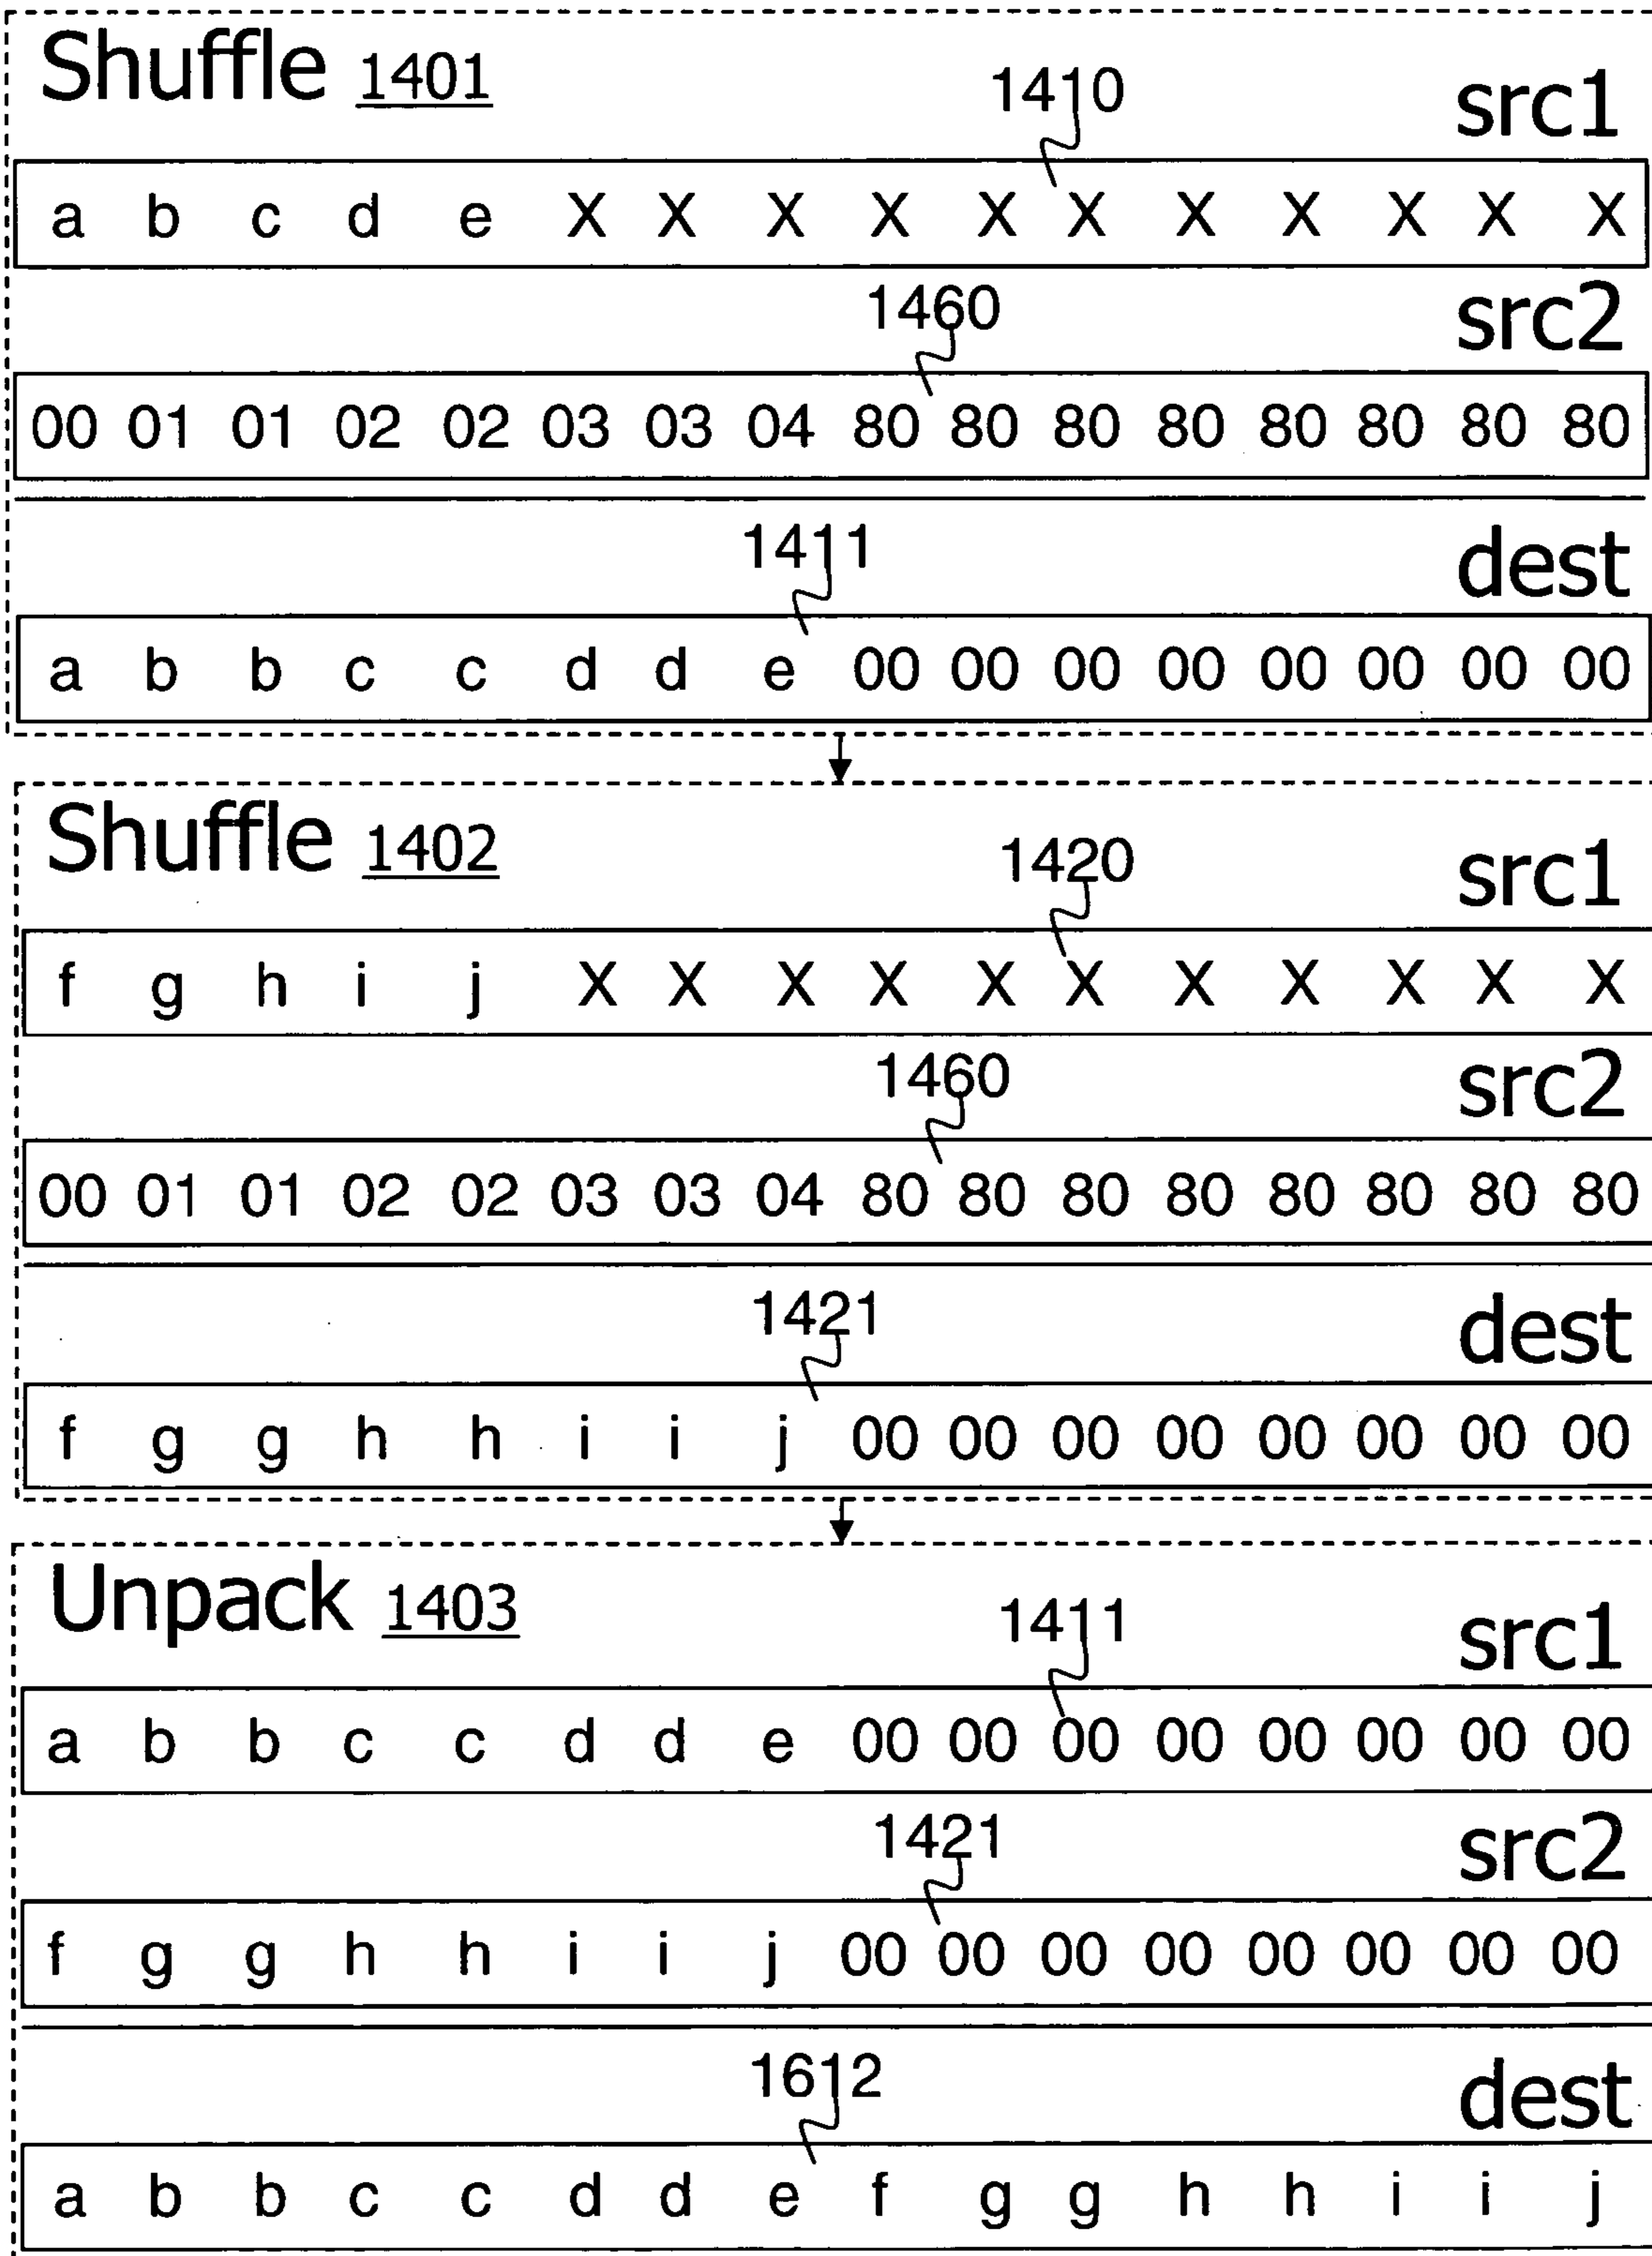 Shuffle 1401 1410 src1
a b c d e X X X X X X X X X X X
1460 src2
00 01 01 02 02 03 03 04 80 80 80 80 80 80 80 80
1411 dest
a b b c c d d e 00 00 00 00 00 00 00 00
Shuffle 1402 1420 src1
f g h i j X X X X X X X X X X X
1460 src2
00 01 01 02 02 03 03 04 80 80 80 80 80 80 80 80
1421 dest
f g g h h i i j 00 00 00 00 00 00 00 00
Unpack 1403 1411 src1
a b b c c d d e 00 00 00 00 00 00 00 00
1421 src2
f g g h h i i j 00 00 00 00 00 00 00 00
1612 dest
a b b c c d d e f g g h h i i j